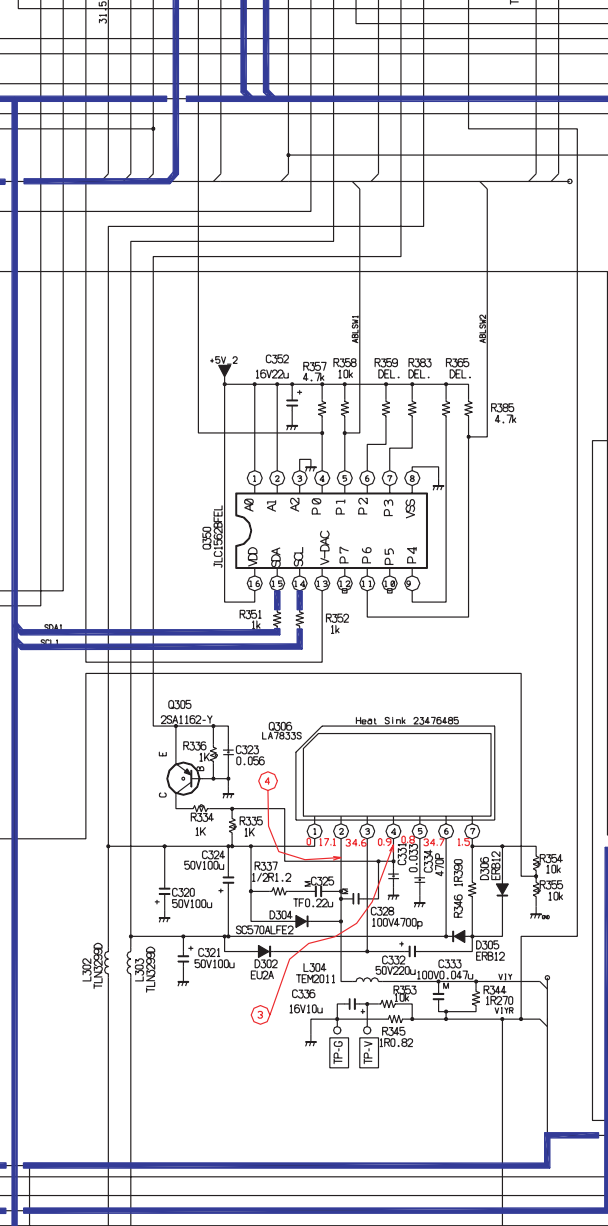 31.5
ABLSW1
ABLSW2
+5V_2
C352
16V22u
R357
4.7k
R358
10k
R359
DEL.
R383
DEL.
R365
DEL.
R385
4.7k
1
2
3
4
5
6
7
8
A0
A1
A2
P0
P1
P2
P3
VSS
Q350
JLC1562BFEL
VDD
SDA
SCL
V-DAC
P7
P6
P5
P4
16
15
14
13
12
11
10
9
R351
1k
R352
1k
SDA1
SCL1
Q305
2SA1162-Y
Q306
LA7833S
Heat Sink 23476485
E
B
C
R336
1K
C323
0.056
4
R334
1K
R335
1K
1
2
3
4
5
6
7
0
17.1
34.6
0.9
0.8
34.7
1.5
C324
50V100u
C320
50V100u
R337
1/2R1.2
M
C325
TF0.22u
M
C328
100V4700p
C331
0.033
C334
470P
R346 1R390
D306
ERB12
R354
10k
R355
10k
D304
SC570ALFE2
L302
TLN3299D
L303
TLN3299D
C321
50V100u
D302
EU2A
C332
50V220u
D305
ERB12
L304
TEM2011
C333
100V0.047u
M
VIY
C336
16V10u
R353
10k
R344
1R270
VIYR
3
R345
1R0.82
TP-G
TP-V